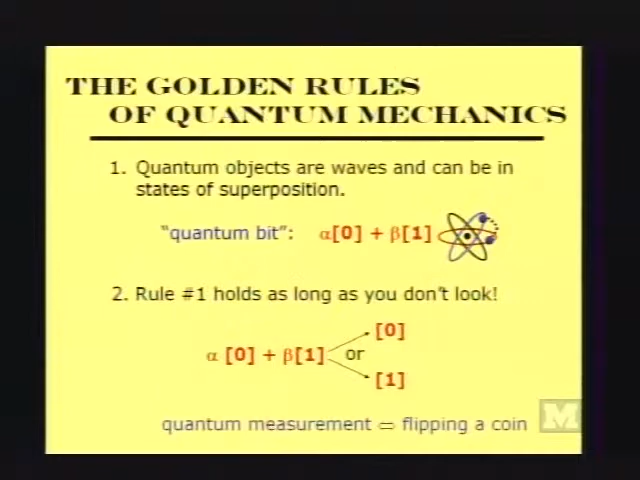 THE GOLDEN RULES
OF QUANTUM MECHANICS
1. Quantum objects are waves and can be in
states of superposition.
"quantum bit": α[0] + β[1]
2. Rule #1 holds as long as you don't look!
[0]
α [0] + β[1] or
[1]
quantum measurement ⇔ flipping a coin
M